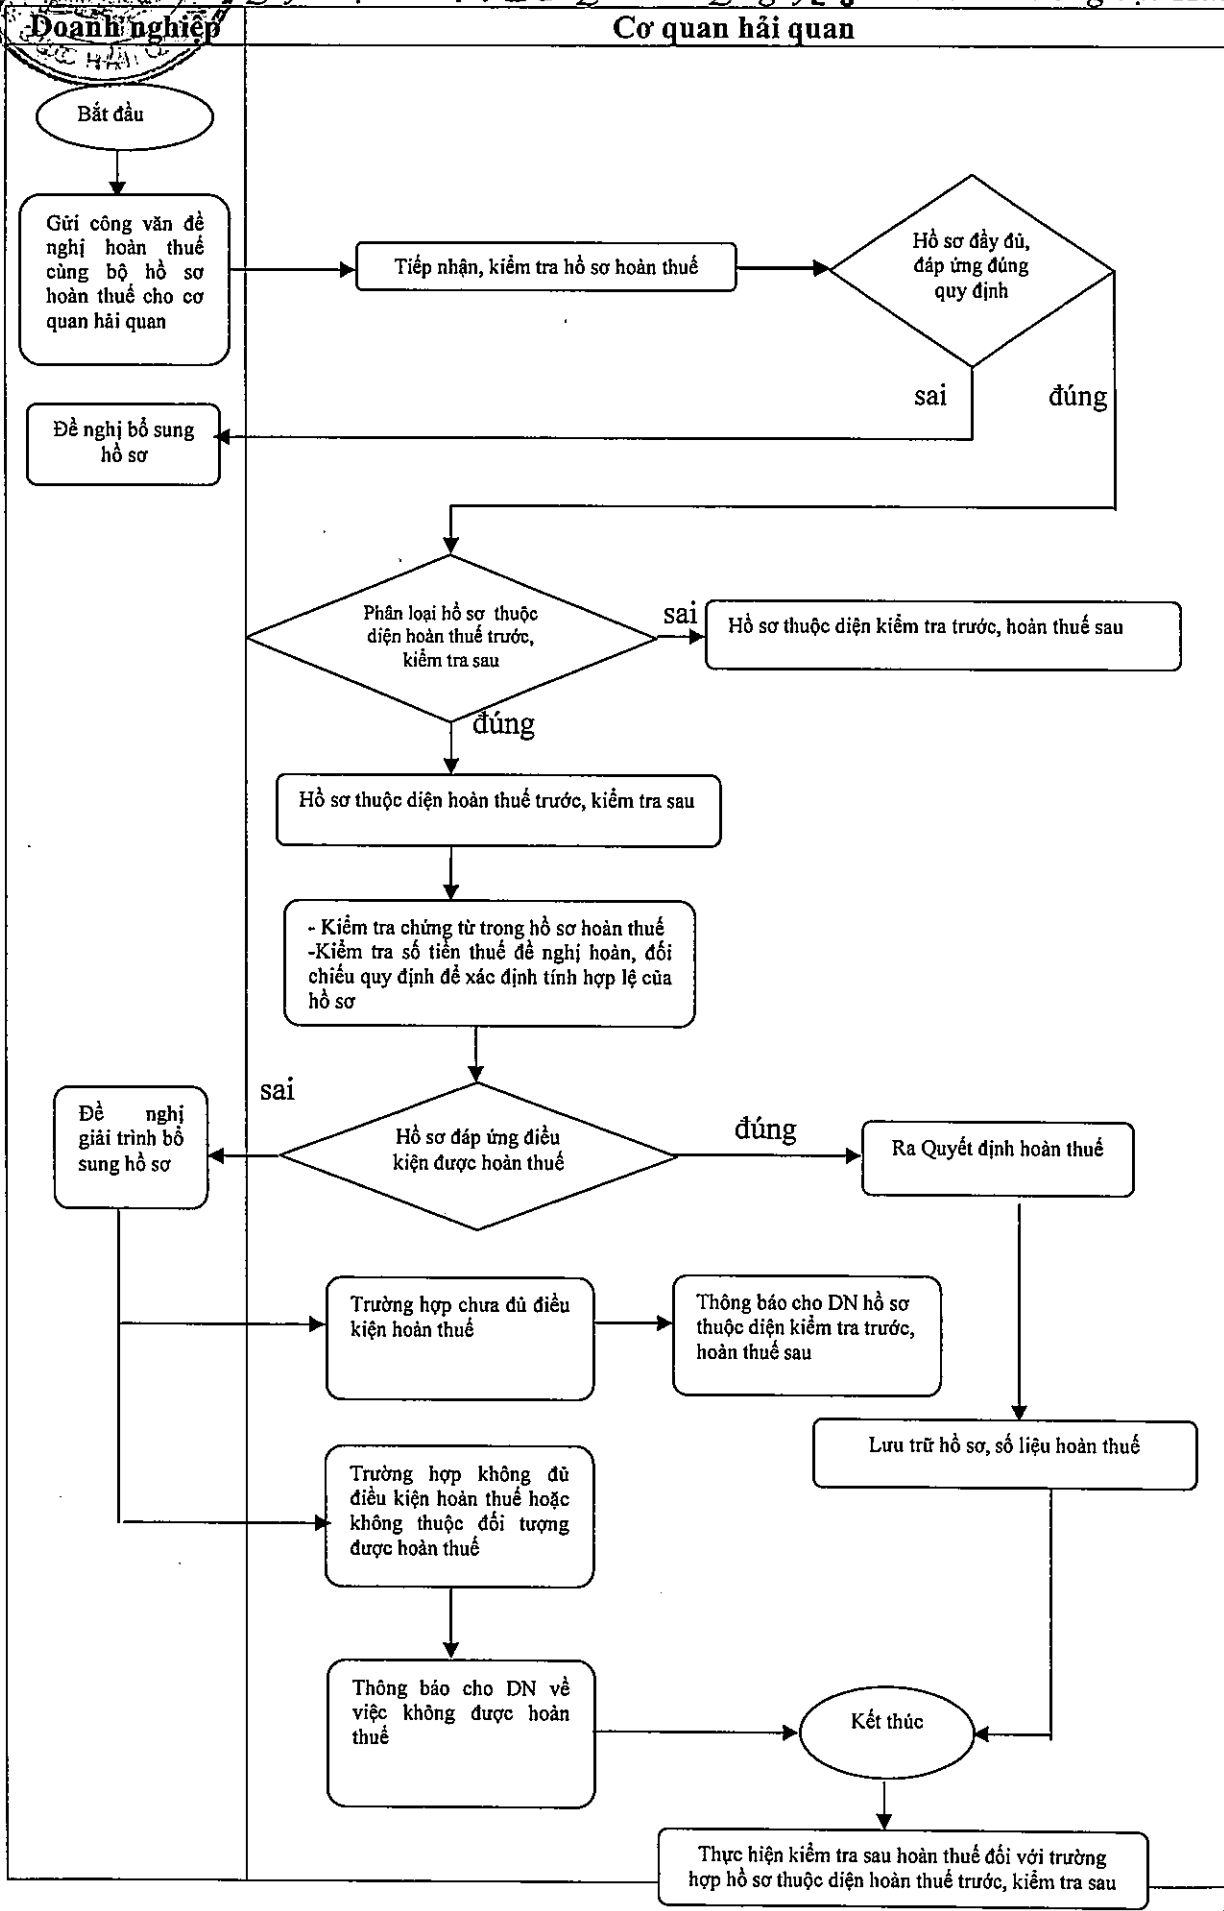 Doanh nghiệp
Cơ quan hải quan
Bắt đầu
Gửi công văn đề
nghị hoàn thuế
cùng bộ hồ sơ
hoàn thuế cho cơ
quan hải quan
Tiếp nhận, kiểm tra hồ sơ hoàn thuế
Hồ sơ đầy đủ,
đáp ứng đúng
quy định
sai
đúng
Đề nghị bổ sung
hồ sơ
Phân loại hồ sơ thuộc
diện hoàn thuế trước,
kiểm tra sau
sai
Hồ sơ thuộc diện kiểm tra trước, hoàn thuế sau
đúng
Hồ sơ thuộc diện hoàn thuế trước, kiểm tra sau
- Kiểm tra chứng từ trong hồ sơ hoàn thuế
-Kiểm tra số tiền thuế đề nghị hoàn, đối
chiếu quy định để xác định tính hợp lệ của
hồ sơ
sai
Đề nghị
giải trình bổ
sung hồ sơ
Hồ sơ đáp ứng điều
kiện được hoàn thuế
đúng
Ra Quyết định hoàn thuế
Trường hợp chưa đủ điều
kiện hoàn thuế
Thông báo cho DN hồ sơ
thuộc diện kiểm tra trước,
hoàn thuế sau
Lưu trữ hồ sơ, số liệu hoàn thuế
Trường hợp không đủ
điều kiện hoàn thuế hoặc
không thuộc đối tượng
được hoàn thuế
Thông báo cho DN về
việc không được hoàn
thuế
Kết thúc
Thực hiện kiểm tra sau hoàn thuế đối với trường
hợp hồ sơ thuộc diện hoàn thuế trước, kiểm tra sau